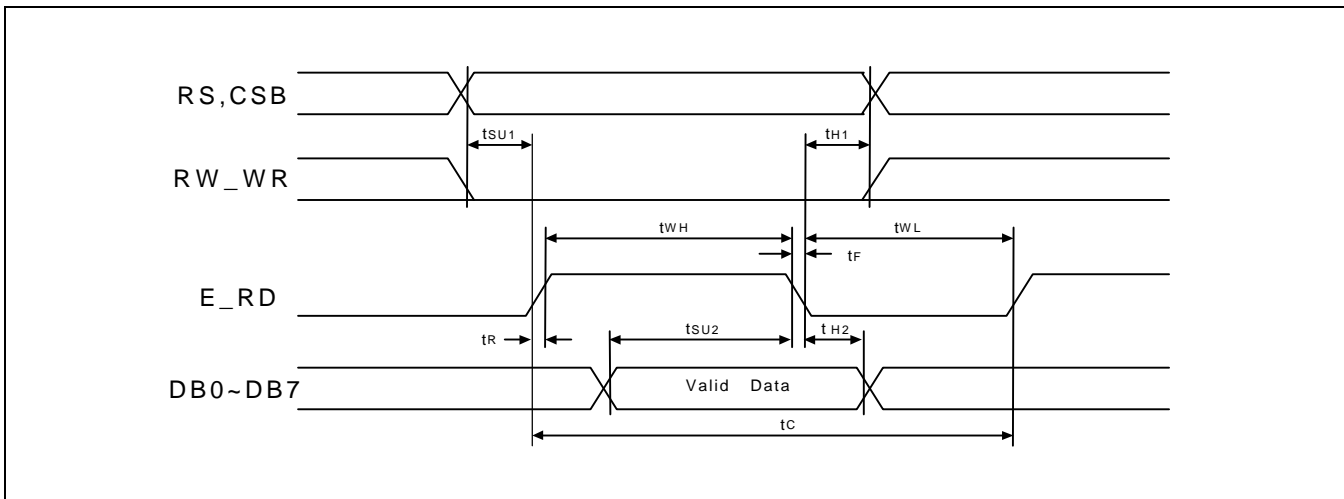 RS,CSB
tSU1
tH1
RW_WR
tWH
tWL
tF
E_RD
tSU2
tH2
tR
DB0~DB7
Valid Data
tC